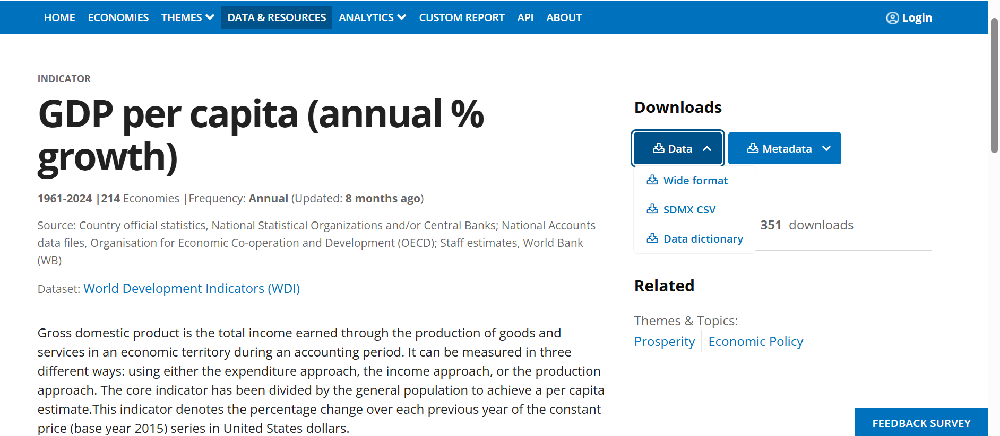 HOME ECONOMIES THEMES DATA & RESOURCES ANALYTICS CUSTOM REPORT API ABOUT Login
INDICATOR
GDP per capita (annual %
growth)
1961-2024 |214 Economies |Frequency: Annual (Updated: 8 months ago)
Source: Country official statistics, National Statistical Organizations and/or Central Banks; National Accounts
data files, Organisation for Economic Co-operation and Development (OECD); Staff estimates, World Bank
(WB)
Dataset: World Development Indicators (WDI)
Gross domestic product is the total income earned through the production of goods and
services in an economic territory during an accounting period. It can be measured in three
different ways: using either the expenditure approach, the income approach, or the production
approach. The core indicator has been divided by the general population to achieve a per capita
estimate.This indicator denotes the percentage change over each previous year of the constant
price (base year 2015) series in United States dollars.
Downloads
Data Metadata
Wide format
SDMX CSV
351 downloads
Data dictionary
Related
Themes & Topics:
Prosperity Economic Policy
FEEDBACK SURVEY